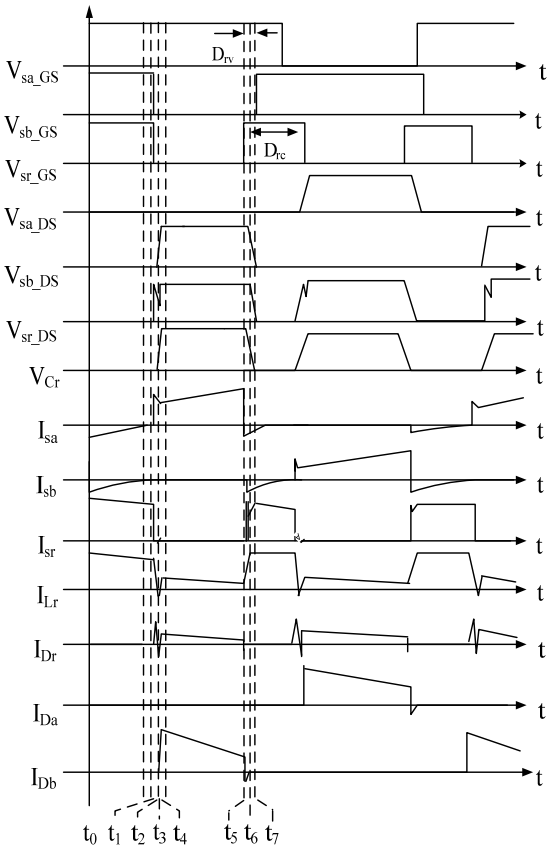 D_rv
t
V_sa_GS
t
V_sb_GS
D_rc
t
V_sr_GS
t
V_sa_DS
t
V_sb_DS
t
V_sr_DS
t
V_Cr
t
I_sa
t
I_sb
t
I_sr
t
I_Lr
t
I_Dr
t
I_Da
t
I_Db
t
t_0 t_1 t_2 t_3 t_4 t_5 t_6 t_7